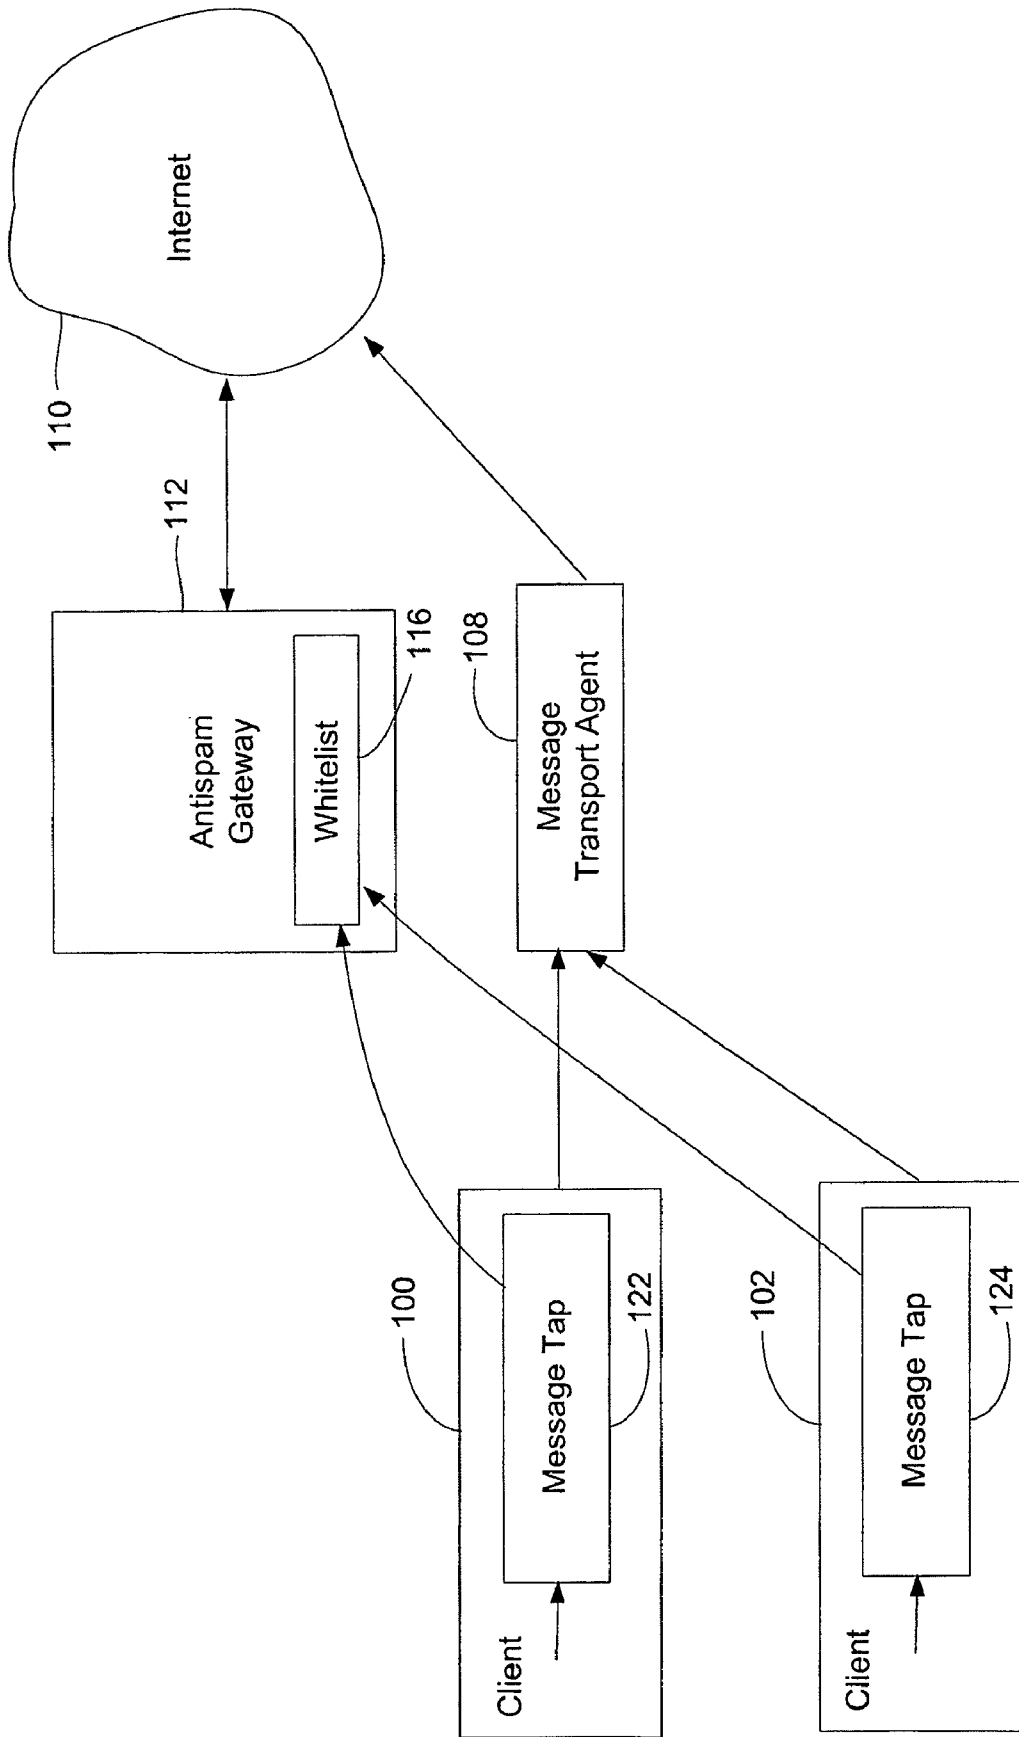 Client
Message Tap
100
122
Client
Message Tap
102
124
Antispam
Gateway
Whitelist
112
116
Message
Transport Agent
108
Internet
110